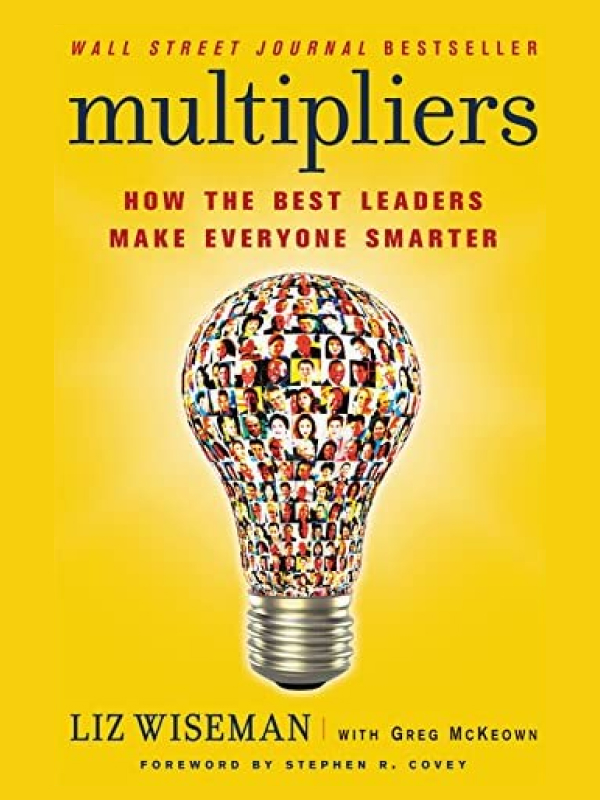 WALL STREET JOURNAL BESTSELLER
multipliers
HOW THE BEST LEADERS
MAKE EVERYONE SMARTER
LIZ WISEMAN | WITH GREG MCKEOWN
FOREWORD BY STEPHEN R. COVEY